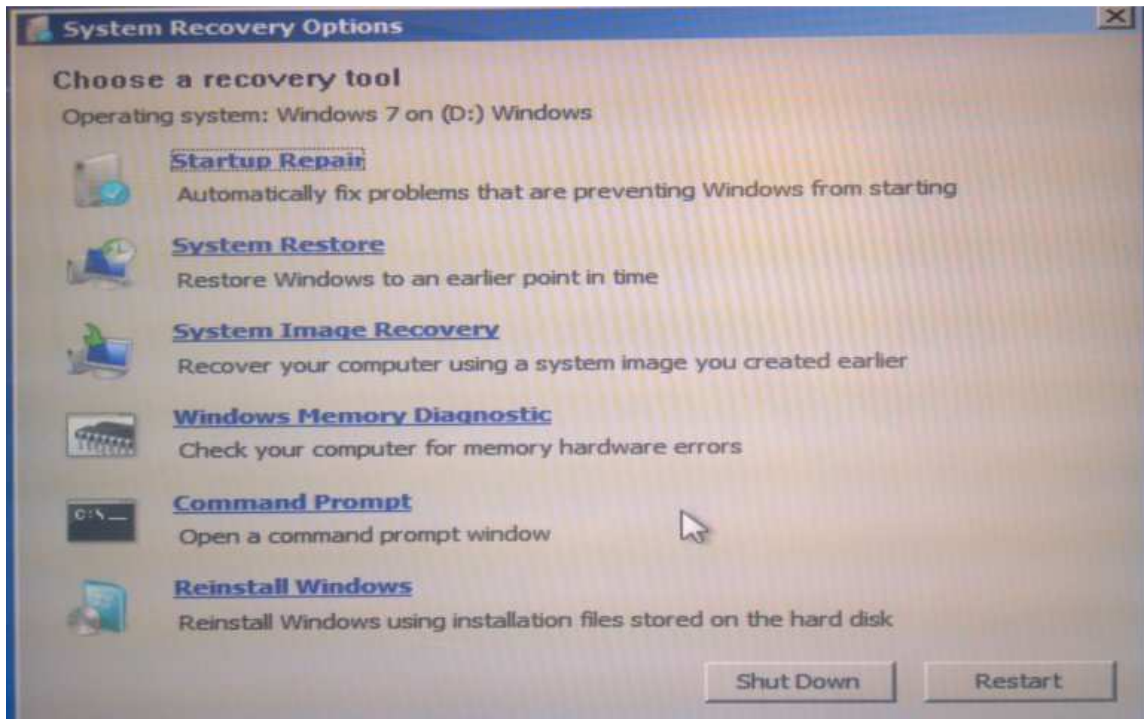 System Recovery Options
Choose a recovery tool
Operating system: Windows 7 on (D:) Windows
Startup Repair
Automatically fix problems that are preventing Windows from starting
System Restore
Restore Windows to an earlier point in time
System Image Recovery
Recover your computer using a system image you created earlier
Windows Memory Diagnostic
Check your computer for memory hardware errors
C:\_
Command Prompt
Open a command prompt window
Reinstall Windows
Reinstall Windows using installation files stored on the hard disk
Shut Down Restart